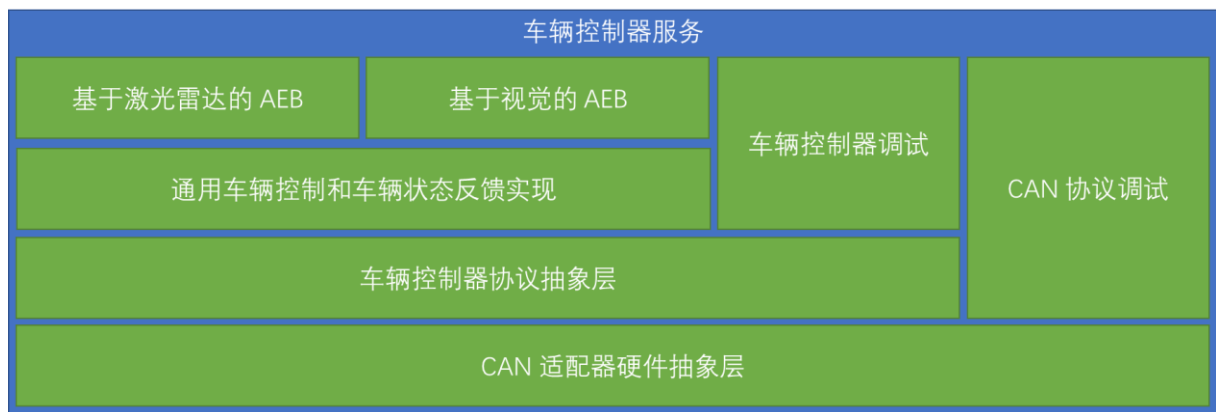 车辆控制器服务
基于激光雷达的 AEB
基于视觉的 AEB
车辆控制器调试
CAN 协议调试
通用车辆控制和车辆状态反馈实现
车辆控制器协议抽象层
CAN 适配器硬件抽象层